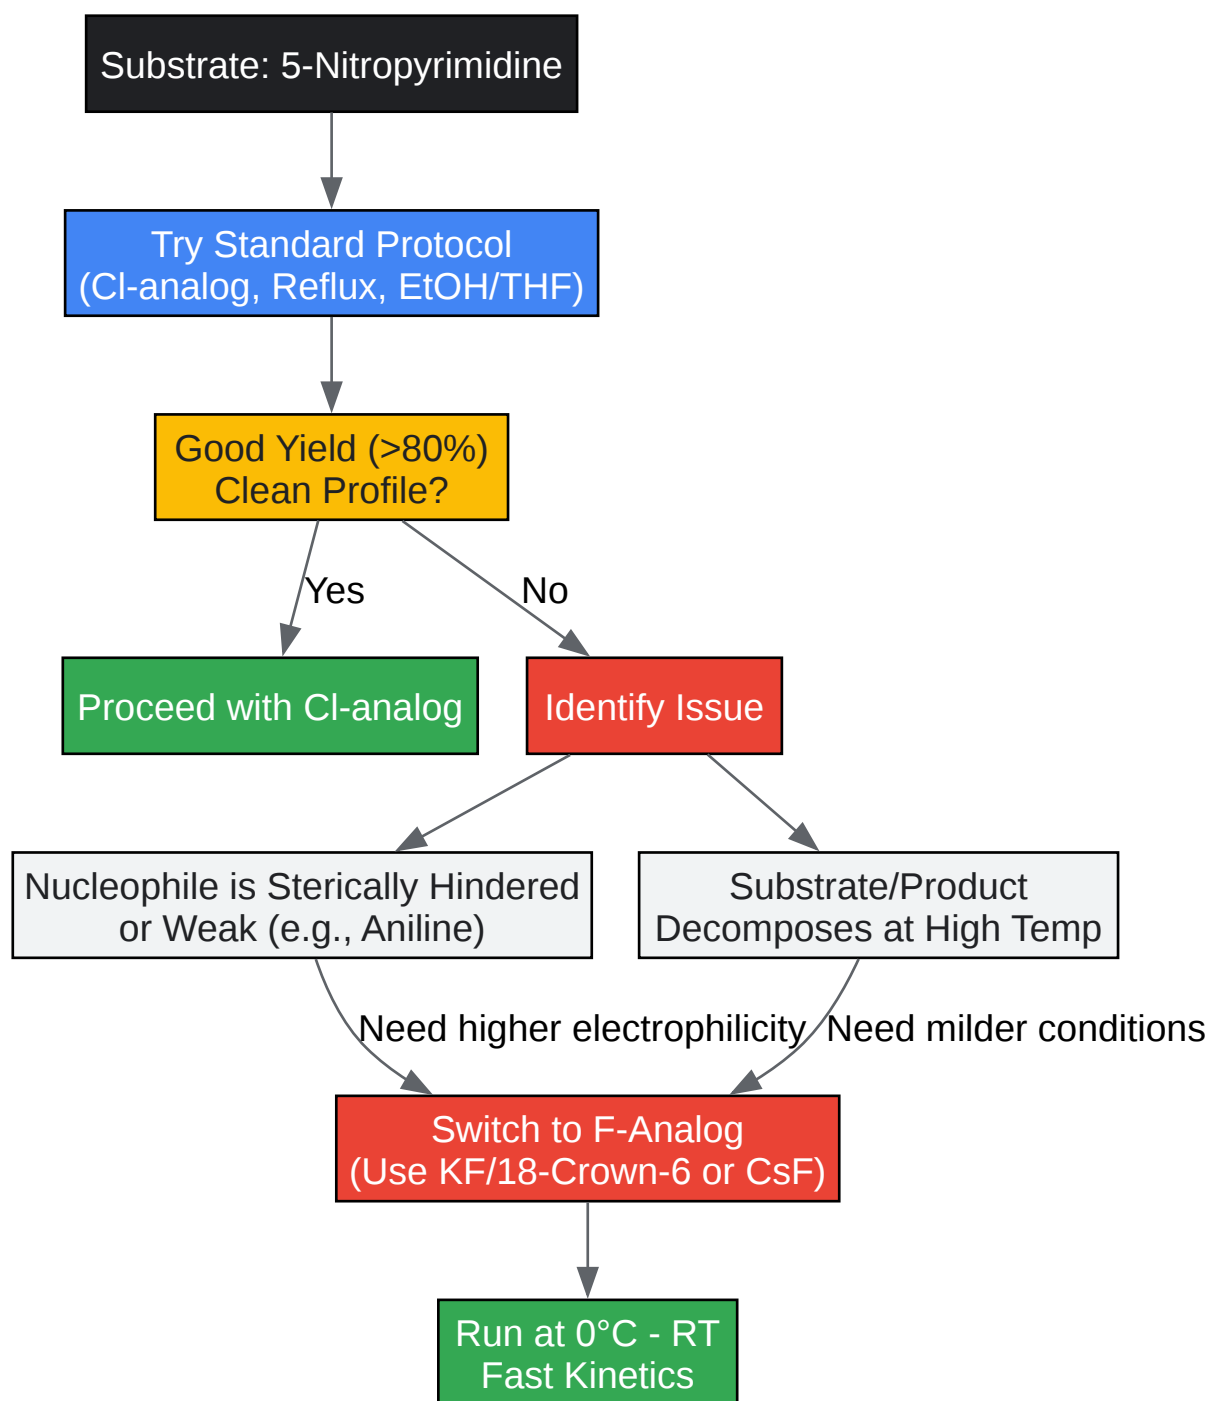 Substrate: 5-Nitropyrimidine
Try Standard Protocol
(Cl-analog, Reflux, EtOH/THF)
Good Yield (>80%)
Clean Profile?
Yes
No
Proceed with Cl-analog
Identify Issue
Nucleophile is Sterically Hindered
or Weak (e.g., Aniline)
Substrate/Product
Decomposes at High Temp
Need higher electrophilicity
Need milder conditions
Switch to F-Analog
(Use KF/18-Crown-6 or CsF)
Run at 0°C - RT
Fast Kinetics